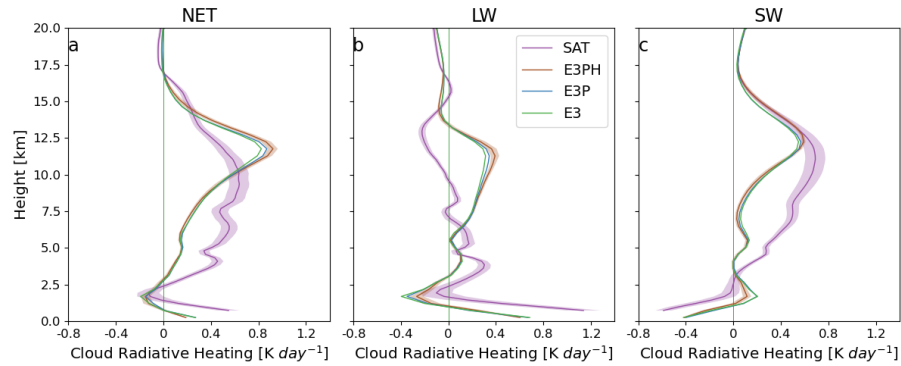 NET
LW
SW
a
b
c
SAT
E3PH
E3P
E3
Height [km]
20.0
17.5
15.0
12.5
10.0
7.5
5.0
2.5
0.0
-0.8 -0.4 0 0.4 0.8 1.2
-0.8 -0.4 0 0.4 0.8 1.2
-0.8 -0.4 0 0.4 0.8 1.2
Cloud Radiative Heating [K day⁻¹]
Cloud Radiative Heating [K day⁻¹]
Cloud Radiative Heating [K day⁻¹]